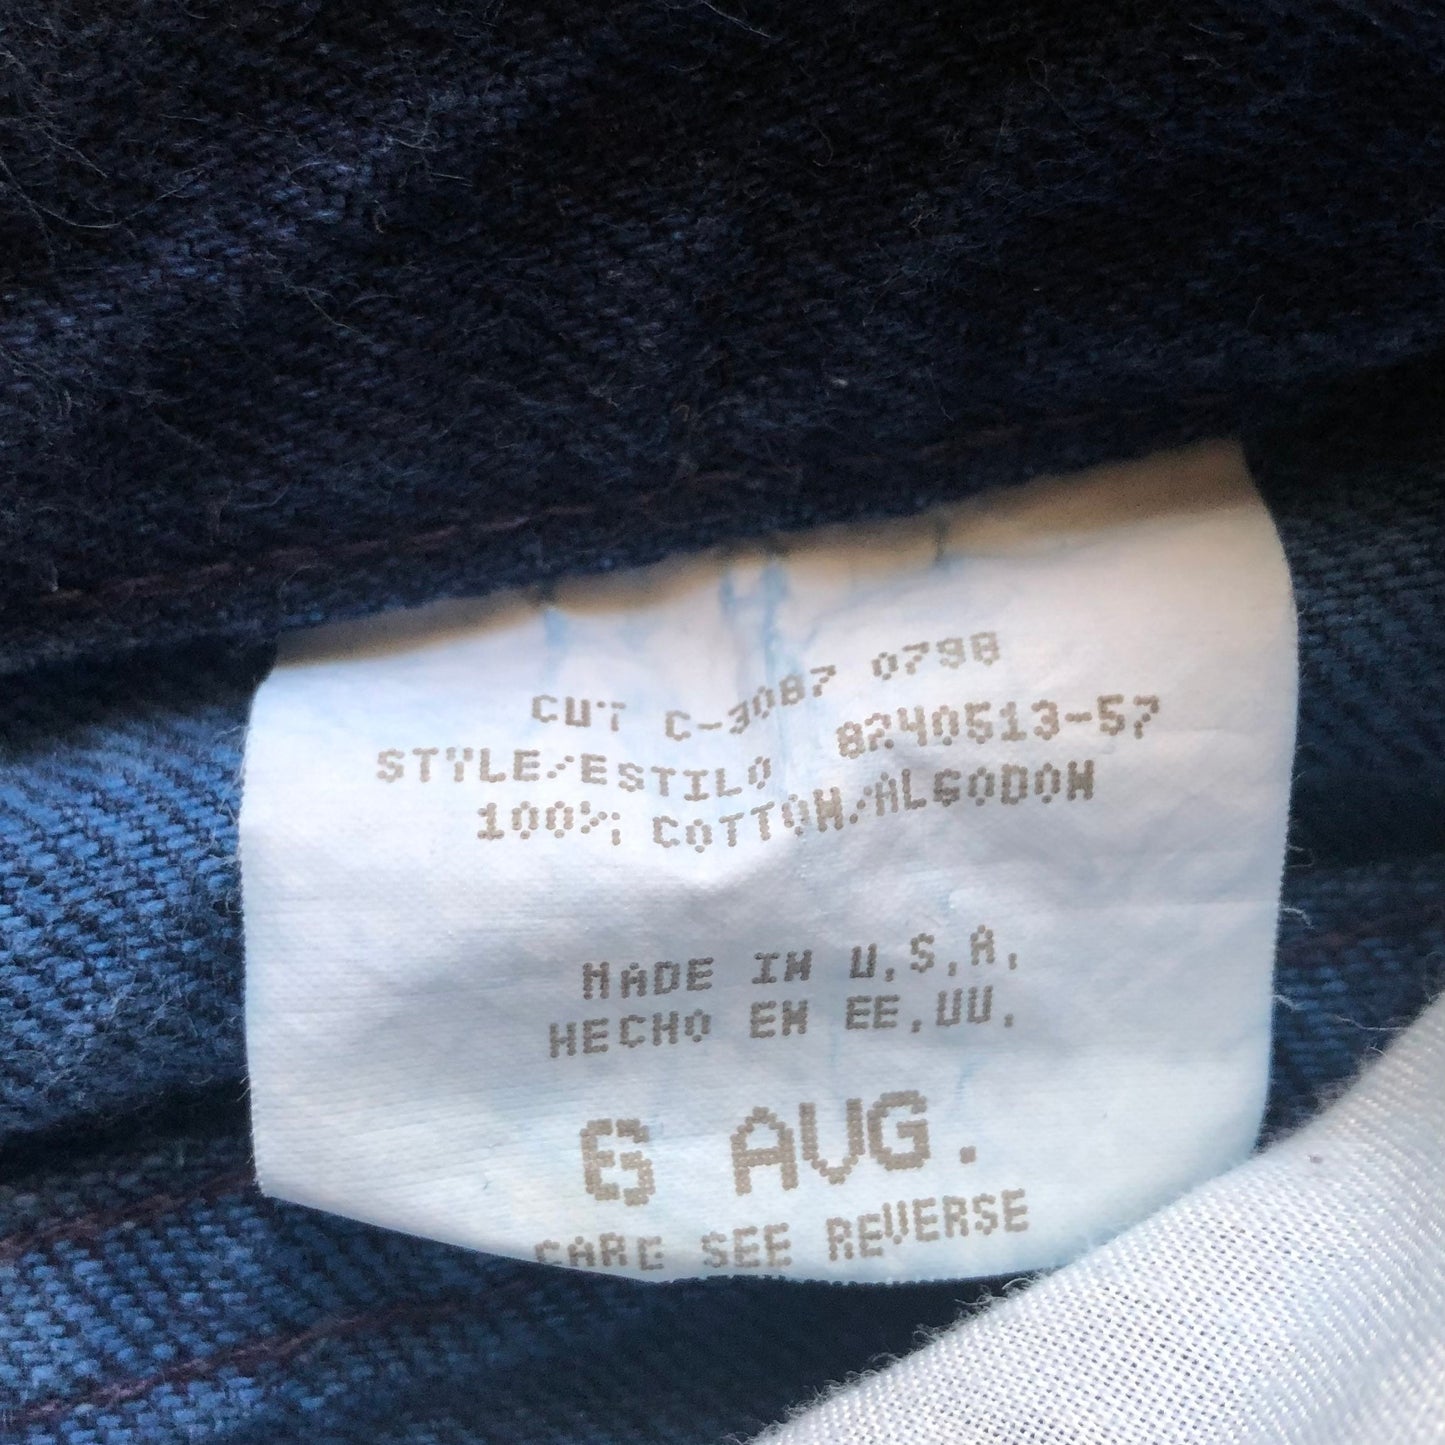 CUT C-3087 0798
STYLE/ESTILO 8240513-57
100% COTTON/ALGODON
MADE IN U.S.A.
HECHO EN EE.UU.
6 AVG.
CARE SEE REVERSE